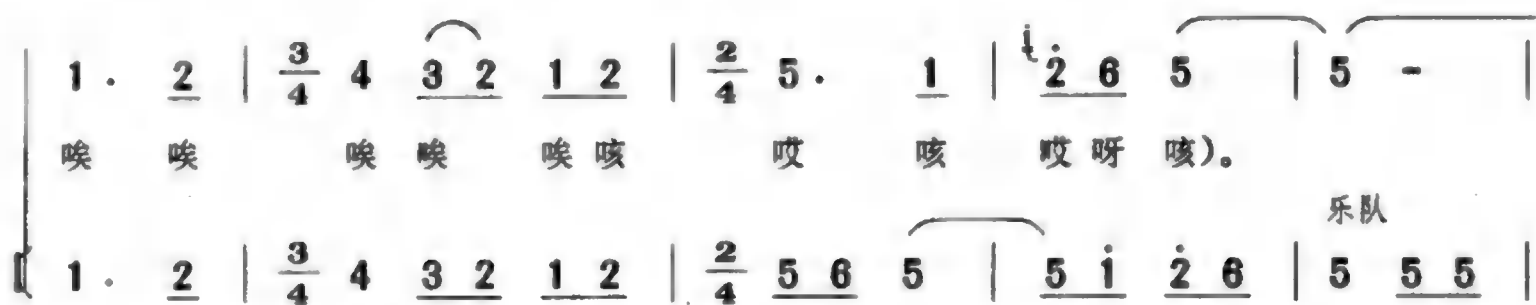 1 · 2 | 3/4 4 3 2 1 2 | 2/4 5 · 1 | i 2̇ 6 5 | 5 - |
唉 唉 唉 唉 唉 咳 哎 咳 哎 呀 咳)。
乐队
1 · 2 | 3/4 4 3 2 1 2 | 2/4 5 6 5 | 5 i 2̇ 6 | 5 5 5 |